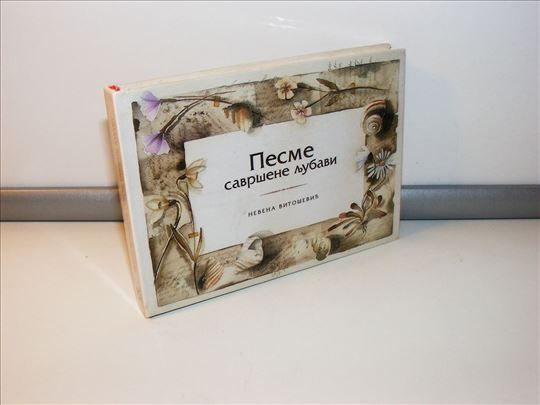 Песме
савршене љубави
НЕВЕНА ВИТОШЕВИЋ